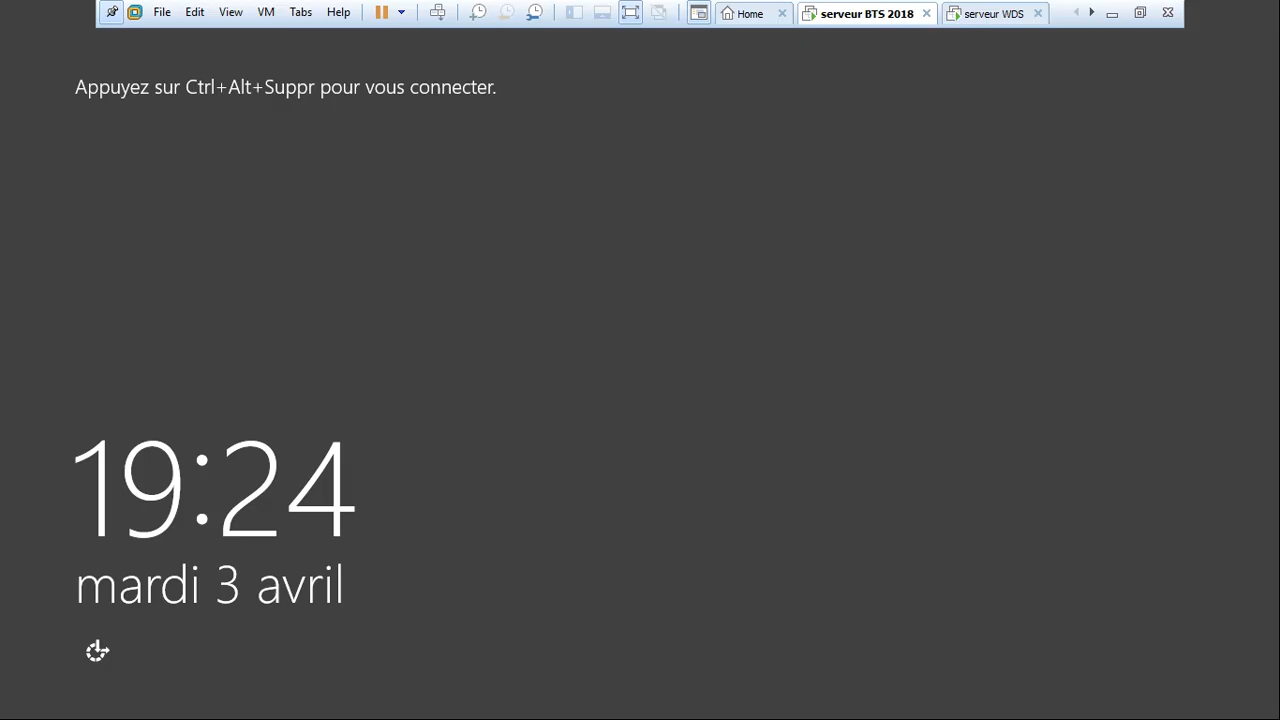 File Edit View VM Tabs Help Home serveur BTS 2018 serveur WDS
Appuyez sur Ctrl+Alt+Suppr pour vous connecter.
19:24
mardi 3 avril